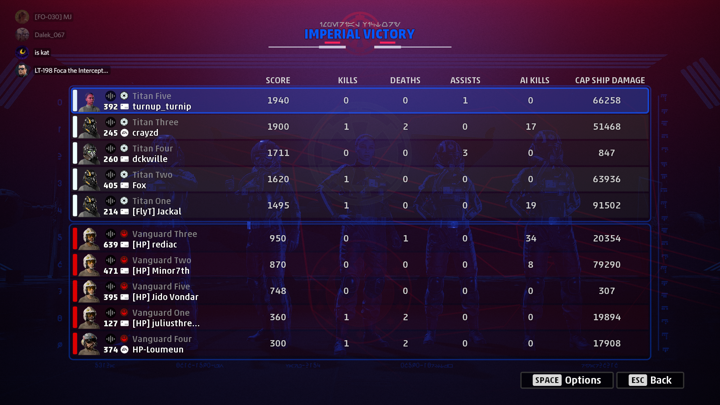 [FO-030] MJ
Dalek_067
is kat
LT-198 Foca the Intercept...
IMPERIAL VICTORY
SCORE KILLS DEATHS ASSISTS AI KILLS CAP SHIP DAMAGE
Titan Five
392 turnup_turnip 1940 0 0 1 0 66258
Titan Three
245 crayzd 1900 1 2 0 17 51468
Titan Four
260 dckwille 1711 0 0 3 0 847
Titan Two
405 Fox 1620 1 0 0 0 63936
Titan One
214 [FlyT] Jackal 1495 1 0 0 19 91502
Vanguard Three
639 [HP] rediac 950 0 1 0 34 20354
Vanguard Two
471 [HP] Minor7th 870 0 0 0 8 79290
Vanguard Five
395 [HP] Jido Vondar 748 0 0 0 0 307
Vanguard One
127 [HP] juliusthre... 360 1 2 0 0 19894
Vanguard Four
374 HP-Loumeun 300 1 2 0 0 17908
SPACE Options ESC Back